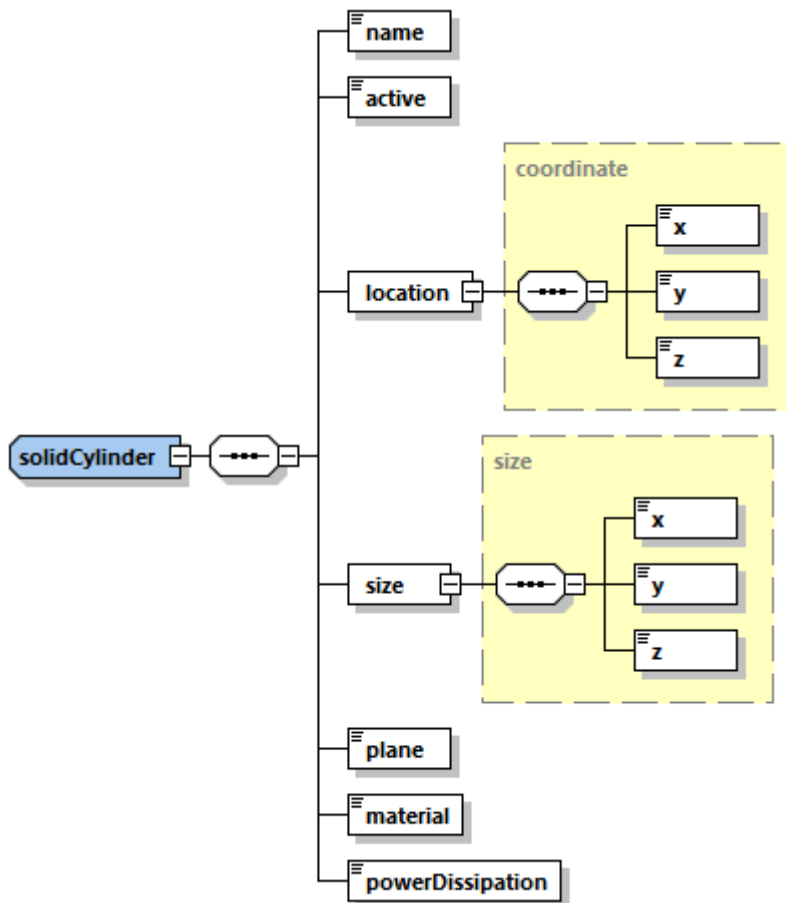 name
active
coordinate
x
location
y
z
solidCylinder
size
x
size
y
z
plane
material
powerDissipation